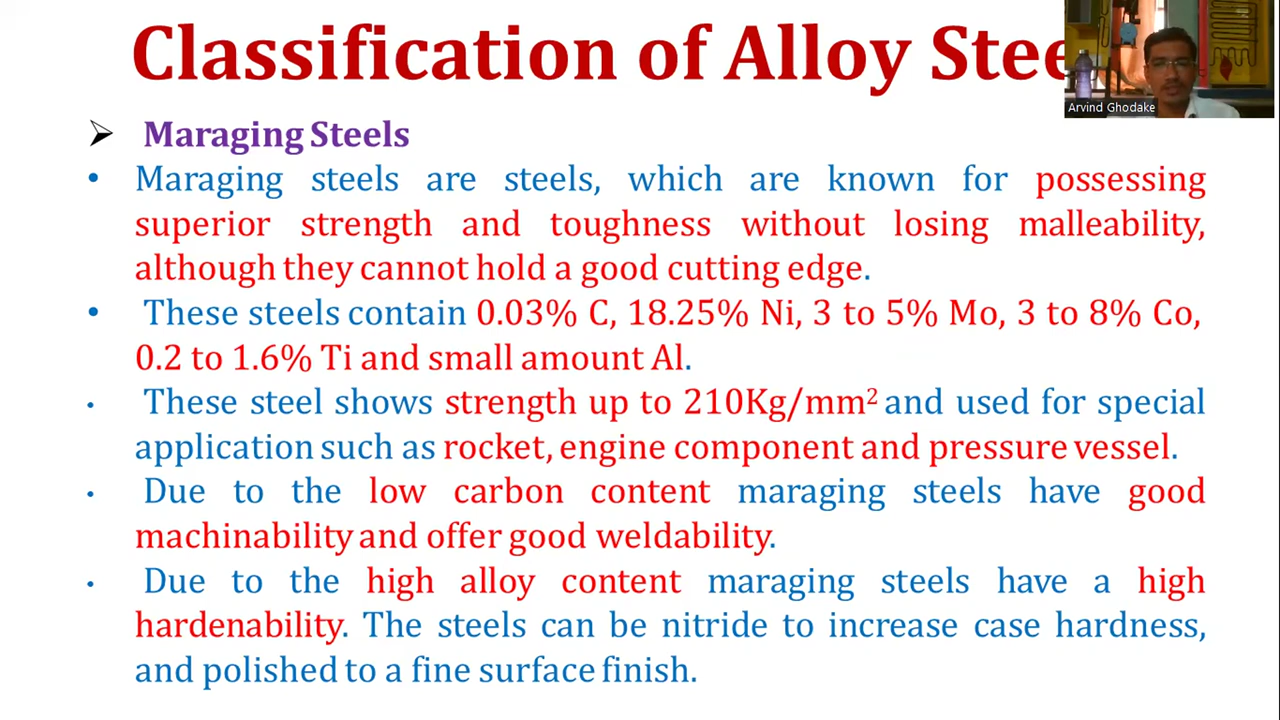 Classification of Alloy Stee
Arvind Ghodake
➢ Maraging Steels
• Maraging steels are steels, which are known for possessing
superior strength and toughness without losing malleability,
although they cannot hold a good cutting edge.
• These steels contain 0.03% C, 18.25% Ni, 3 to 5% Mo, 3 to 8% Co,
0.2 to 1.6% Ti and small amount Al.
• These steel shows strength up to 210Kg/mm² and used for special
application such as rocket, engine component and pressure vessel.
• Due to the low carbon content maraging steels have good
machinability and offer good weldability.
• Due to the high alloy content maraging steels have a high
hardenability. The steels can be nitride to increase case hardness,
and polished to a fine surface finish.